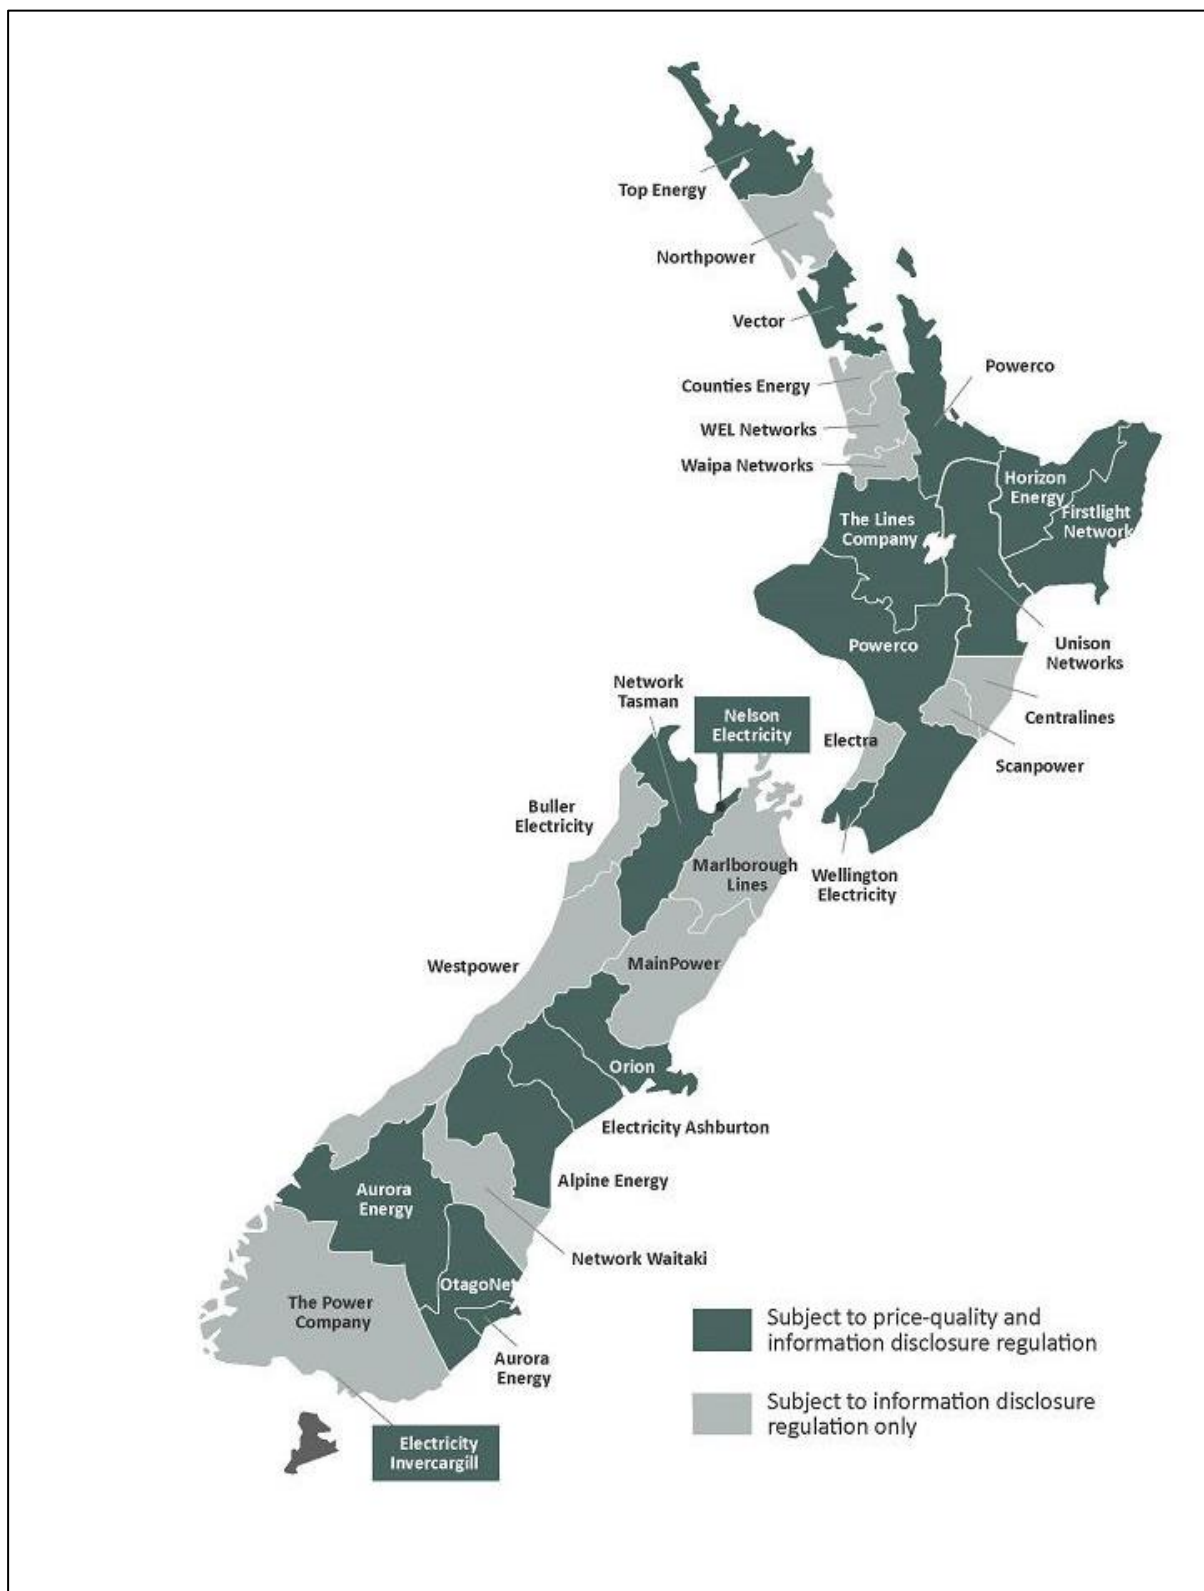 Top Energy
Northpower
Vector
Counties Energy
Powerco
WEL Networks
Waipa Networks
Horizon
Energy
Firstlight
Network
The Lines
Company
Powerco
Unison
Networks
Centralines
Scanpower
Electra
Wellington
Electricity
Network
Tasman
Nelson
Electricity
Buller
Electricity
Marlborough
Lines
Westpower
MainPower
Orion
Electricity Ashburton
Alpine Energy
Aurora
Energy
Network Waitaki
OtagoNet
The Power
Company
Aurora
Energy
Electricity
Invercargill
Subject to price-quality and
information disclosure regulation
Subject to information disclosure
regulation only